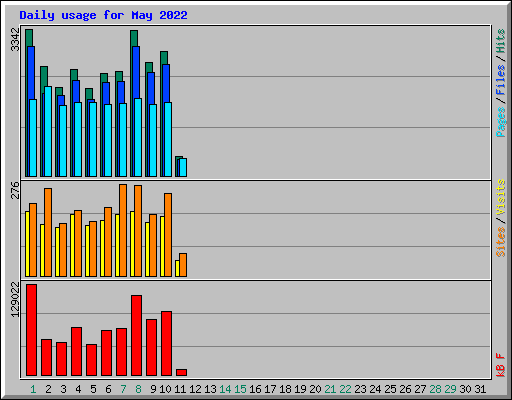 Daily usage for May 2022
3342
Pages / Files / Hits
276
Sites / Visits
129022
kB F
1 2 3 4 5 6 7 8 9 10 11 12 13 14 15 16 17 18 19 20 21 22 23 24 25 26 27 28 29 30 31